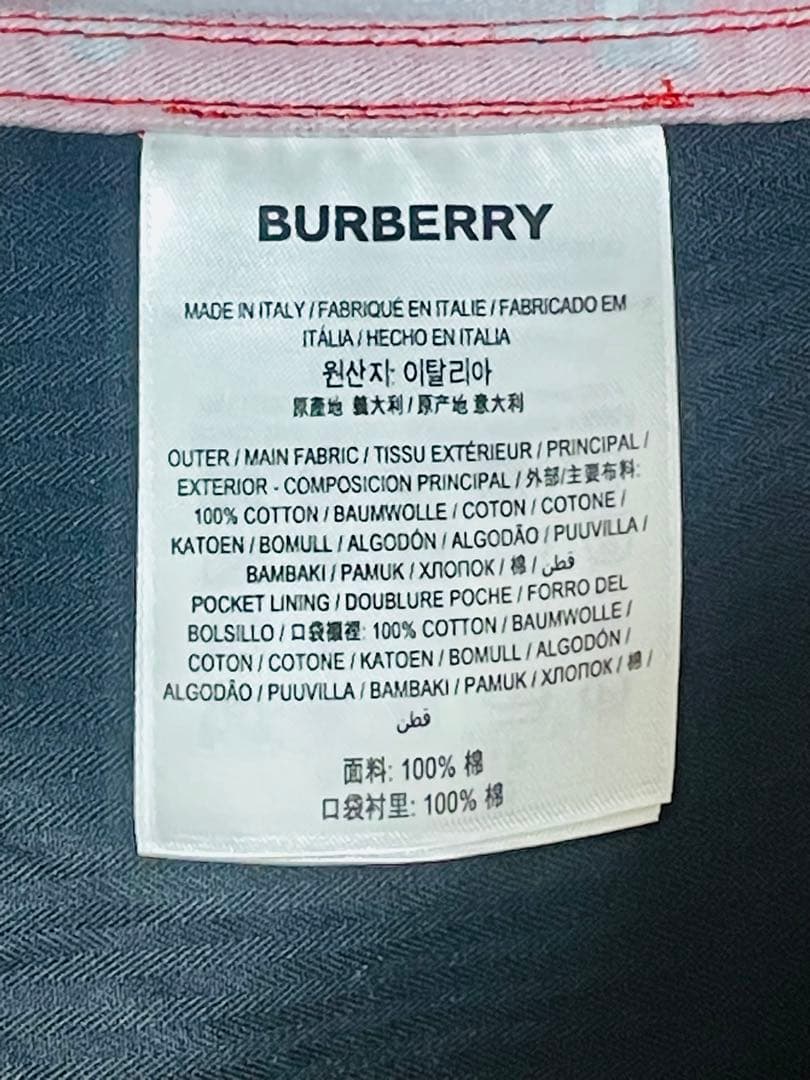 BURBERRY
MADE IN ITALY / FABRIQUÉ EN ITALIE / FABRICADO EM
ITÁLIA / HECHO EN ITALIA
원산지: 이탈리아
原產地 義大利 / 原产地 意大利
OUTER / MAIN FABRIC / TISSU EXTÉRIEUR / PRINCIPAL /
EXTERIOR - COMPOSICION PRINCIPAL / 外部/主要布料:
100% COTTON / BAUMWOLLE / COTON / COTONE /
KATOEN / BOMULL / ALGODÓN / ALGODÃO / PUUVILLA /
BAMBAKI / PAMUK / ХЛОПОК / 棉 / قطن
POCKET LINING / DOUBLURE POCHE / FORRO DEL
BOLSILLO / 口袋襯裡: 100% COTTON / BAUMWOLLE /
COTON / COTONE / KATOEN / BOMULL / ALGODÓN /
ALGODÃO / PUUVILLA / BAMBAKI / PAMUK / ХЛОПОК / 棉 /
قطن
面料: 100% 棉
口袋衬里: 100% 棉